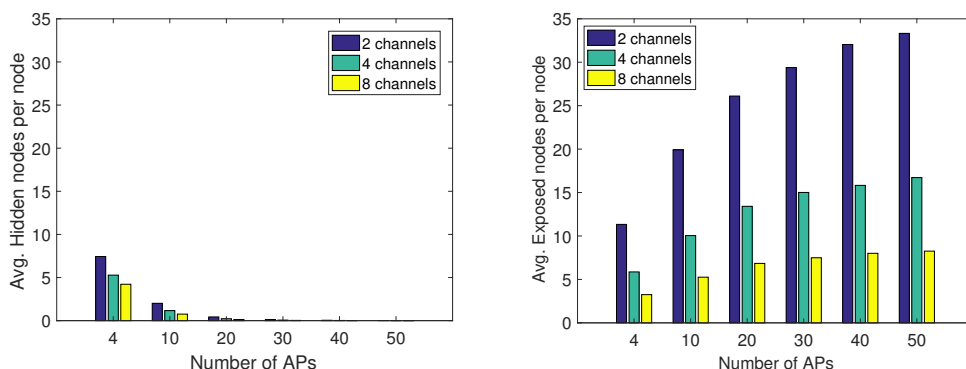 35
30
25
20
15
10
5
0
Avg. Hidden nodes per node
2 channels
4 channels
8 channels
4 10 20 30 40 50
Number of APs
35
30
25
20
15
10
5
0
Avg. Exposed nodes per node
2 channels
4 channels
8 channels
4 10 20 30 40 50
Number of APs